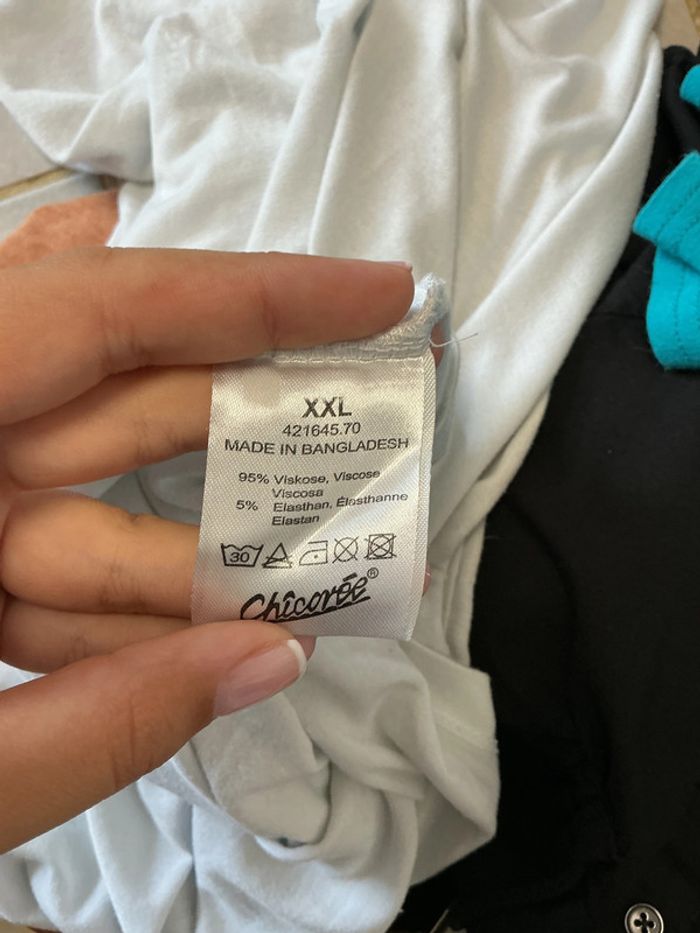 XXL
421645.70
MADE IN BANGLADESH
95% Viskose, Viscose
Viscosa
5% Elasthan, Élasthanne
Elastan
30
Chicorée®